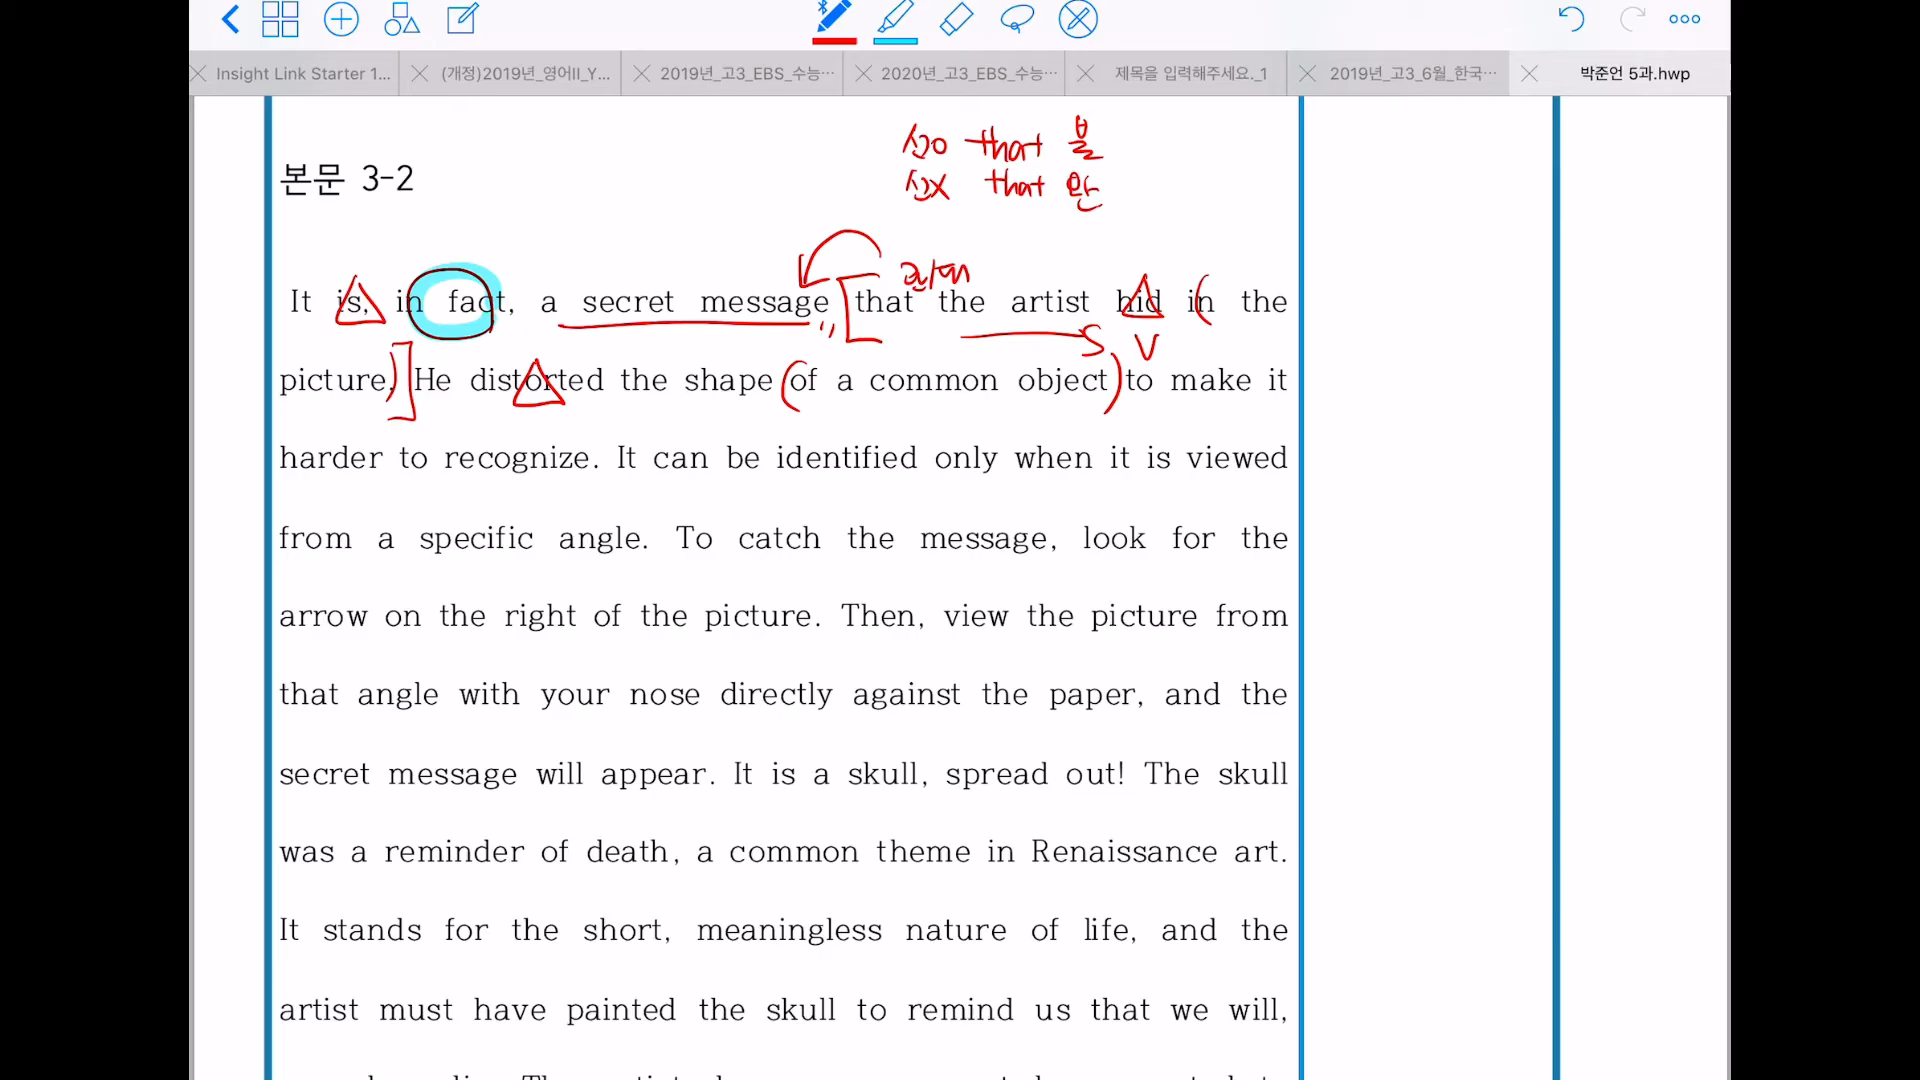 Insight Link Starter 1...
(개정)2019년_영어II_Y...
2019년_고3_EBS_수능...
2020년_고3_EBS_수능...
제목을 입력해주세요._1
2019년_고3_6월_한국...
박준언 5과.hwp
선O that 불
선X that 완
본문 3-2
관대
It is, in fact, a secret message that the artist hid in the
S V
picture. He distorted the shape of a common object to make it
harder to recognize. It can be identified only when it is viewed
from a specific angle. To catch the message, look for the
arrow on the right of the picture. Then, view the picture from
that angle with your nose directly against the paper, and the
secret message will appear. It is a skull, spread out! The skull
was a reminder of death, a common theme in Renaissance art.
It stands for the short, meaningless nature of life, and the
artist must have painted the skull to remind us that we will,